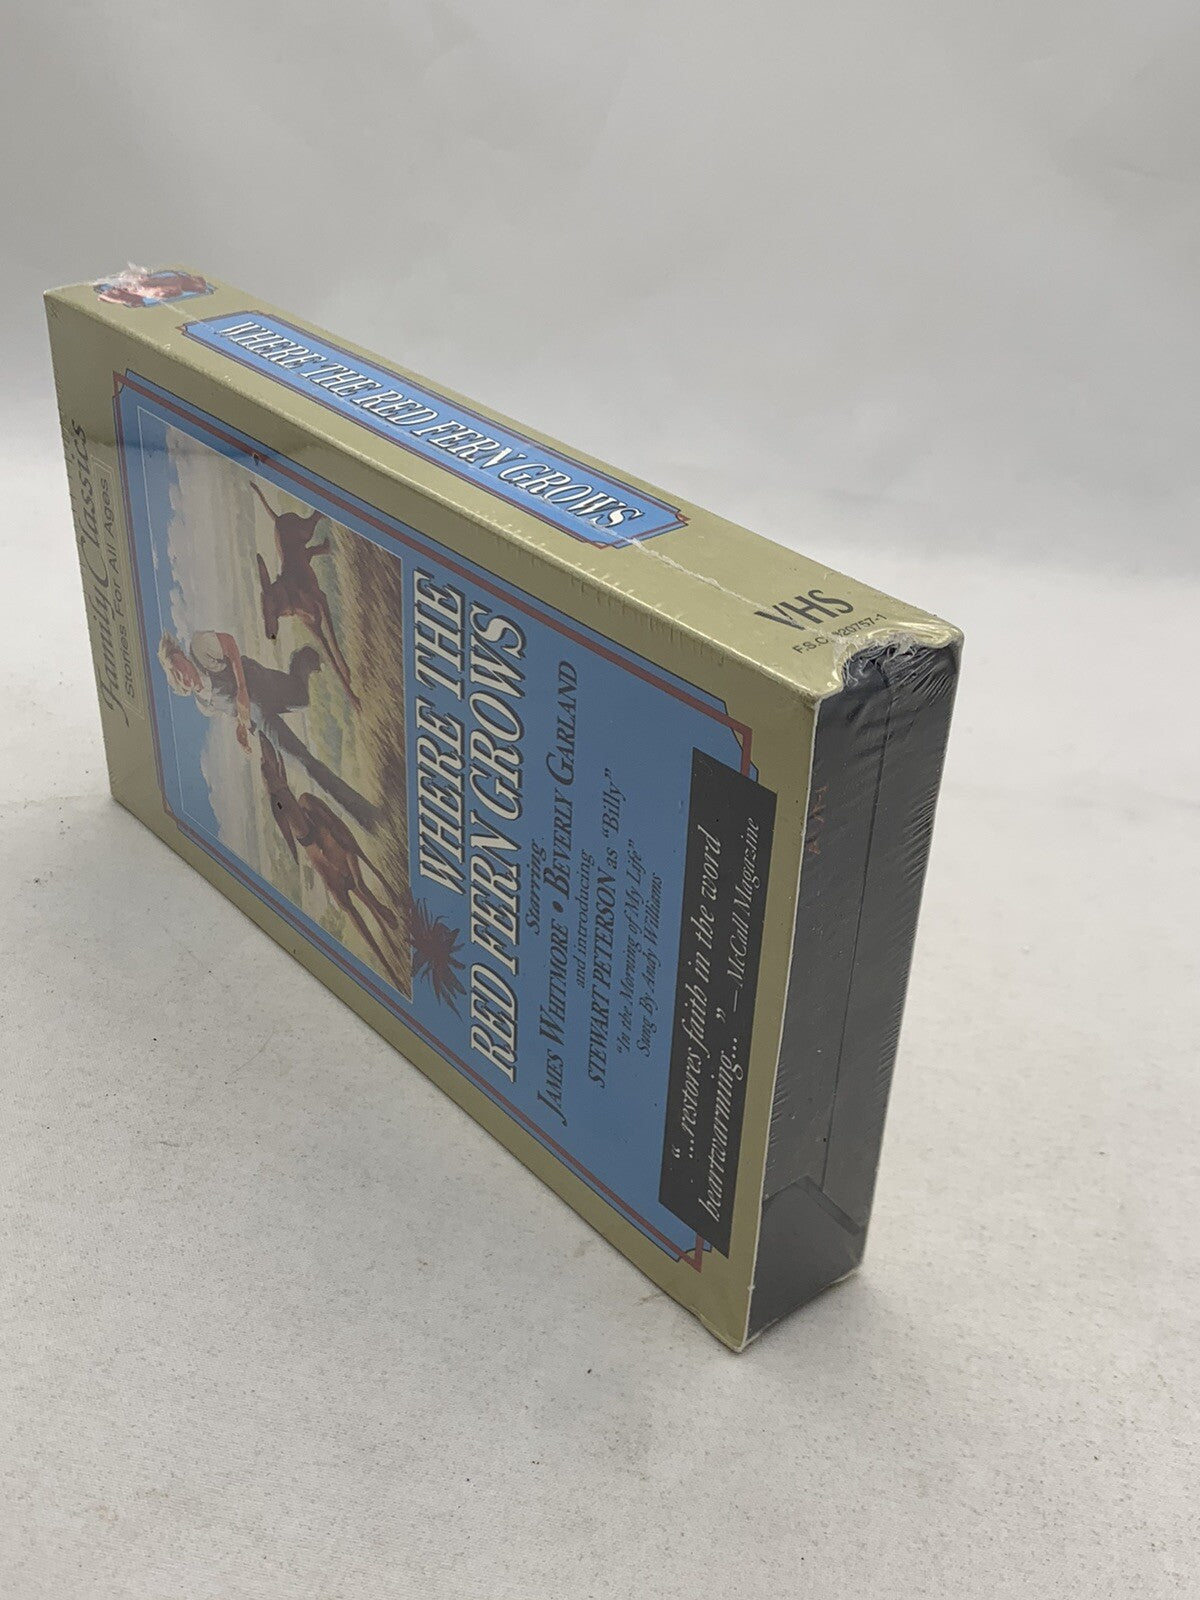 WHERE THE RED FERN GROWS
VHS
Family Classics
Stories For All Ages
WHERE THE
RED FERN GROWS
Starring
JAMES WHITMORE • BEVERLY GARLAND
and introducing
STEWART PETERSON as "Billy"
"In the Morning of My Life"
Sung By Andy Williams
"...restores faith in the word
heartwarming..." —McCall Magazine